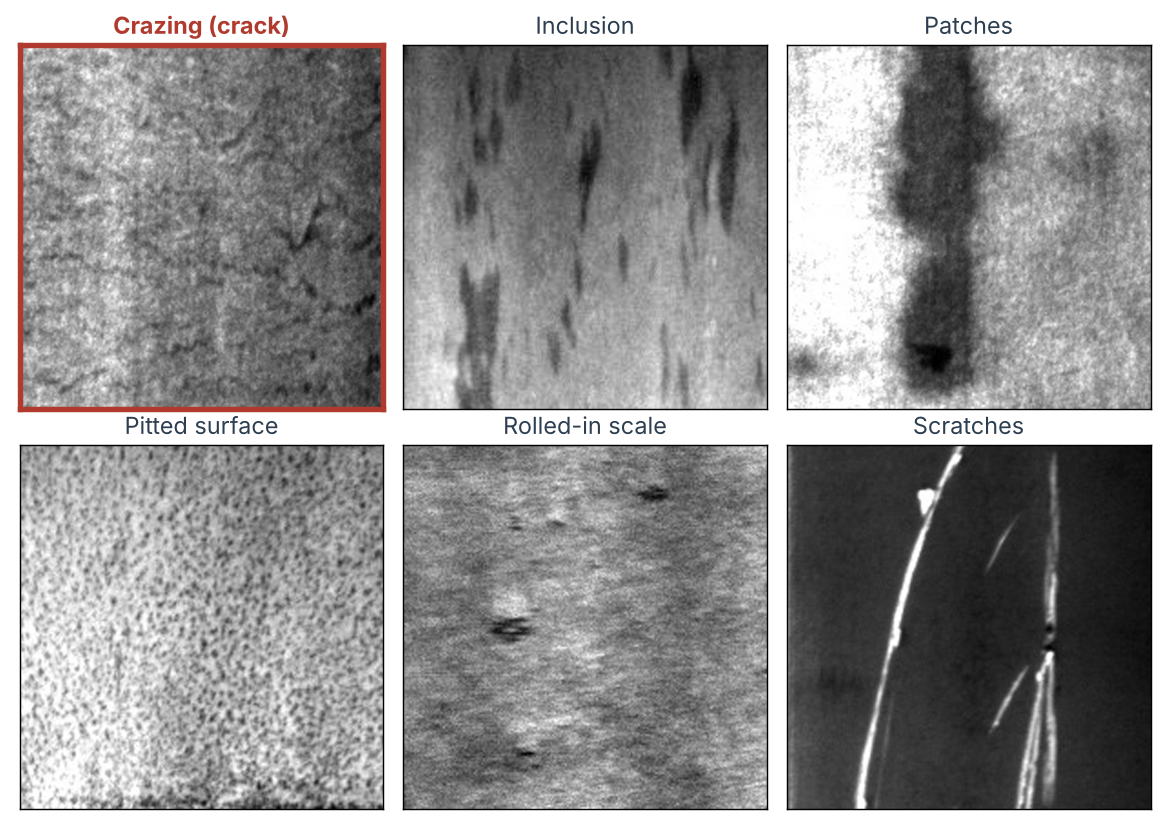 Crazing (crack)
Inclusion
Patches
Pitted surface
Rolled-in scale
Scratches